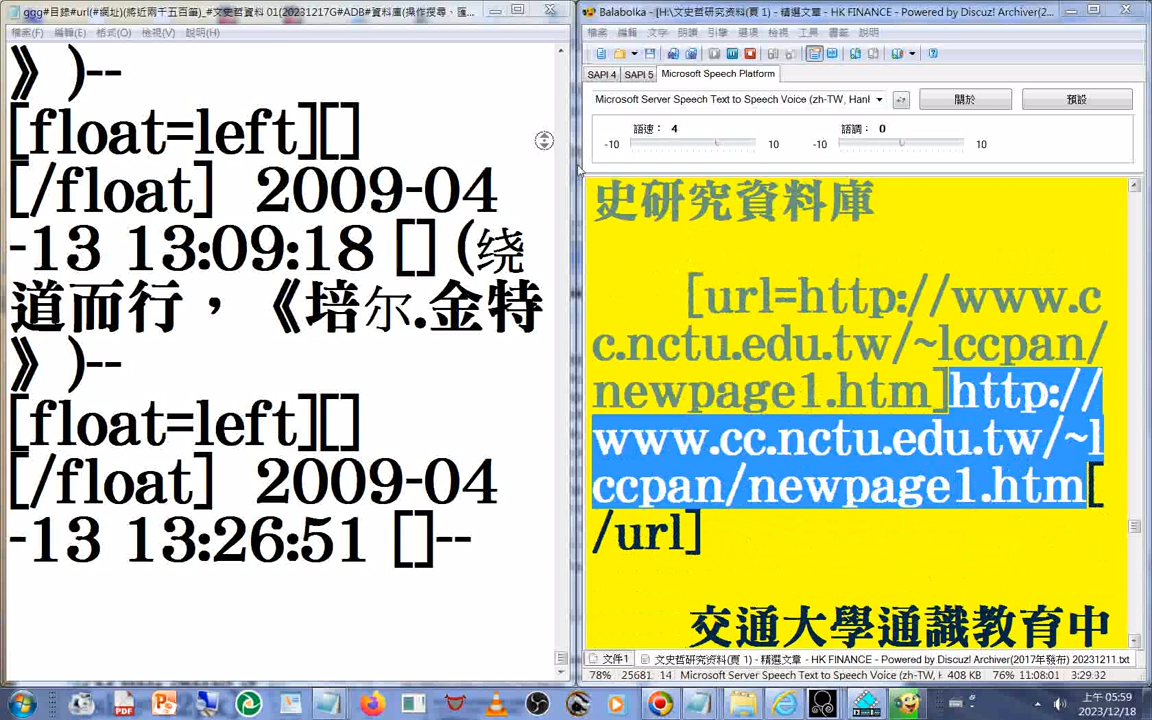 ggg#目錄#url(#網址)(將近兩千五百筆)_#文史哲資料 01(20231217G#ADB#資料庫(操作搜尋、匯...
檔案(F) 編輯(E) 格式(O) 檢視(V) 說明(H)
》)--
[float=left][]
[/float] 2009-04
-13 13:09:18 [] (绕
道而行，《培尔.金特
》)--
[float=left][]
[/float] 2009-04
-13 13:26:51 []--
Balabolka - [H:\文史哲研究资料(頁 1) - 精選文章 - HK FINANCE - Powered by Discuz! Archiver(2...
檔案 編輯 文字 朗讀 引擎 選項 檢視 工具 書籤 說明
SAPI 4 SAPI 5 Microsoft Speech Platform
Microsoft Server Speech Text to Speech Voice (zh-TW, Hanl
關於 預設
語速： 4 語調： 0
-10 10 -10 10
史研究資料庫
[url=http://www.c
c.nctu.edu.tw/~lccpan/
newpage1.htm]http://
www.cc.nctu.edu.tw/~l
ccpan/newpage1.htm[
/url]
交通大學通識教育中
文件1 文史哲研究资料(頁 1) - 精選文章 - HK FINANCE - Powered by Discuz! Archiver(2017年發布) 20231211.txt
78% 25681. 14 Microsoft Server Speech Text to Speech Voice (zh-TW, H 408 KB 76% 11:08:01 3:29:32
上午 05:59
2023/12/18